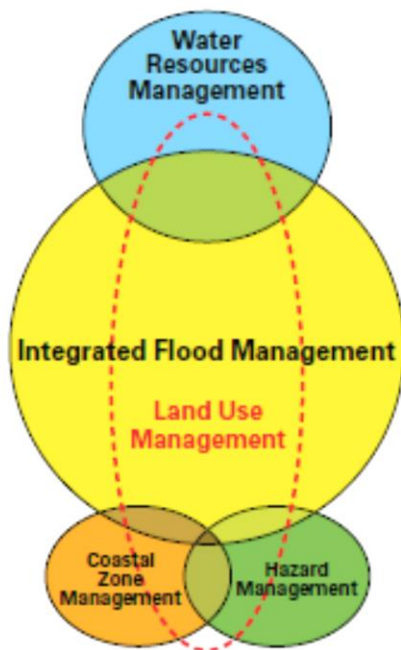 Water
Resources
Management
Integrated Flood Management
Land Use
Management
Coastal
Zone
Management
Hazard
Management